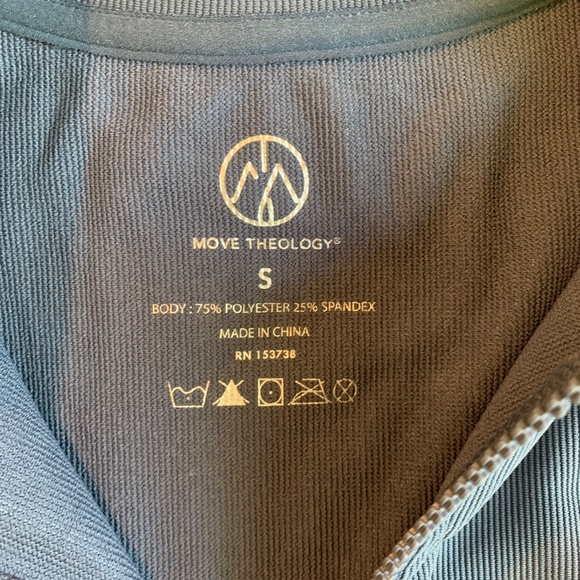 MOVE THEOLOGY®
S
BODY : 75% POLYESTER 25% SPANDEX
MADE IN CHINA
RN 153738